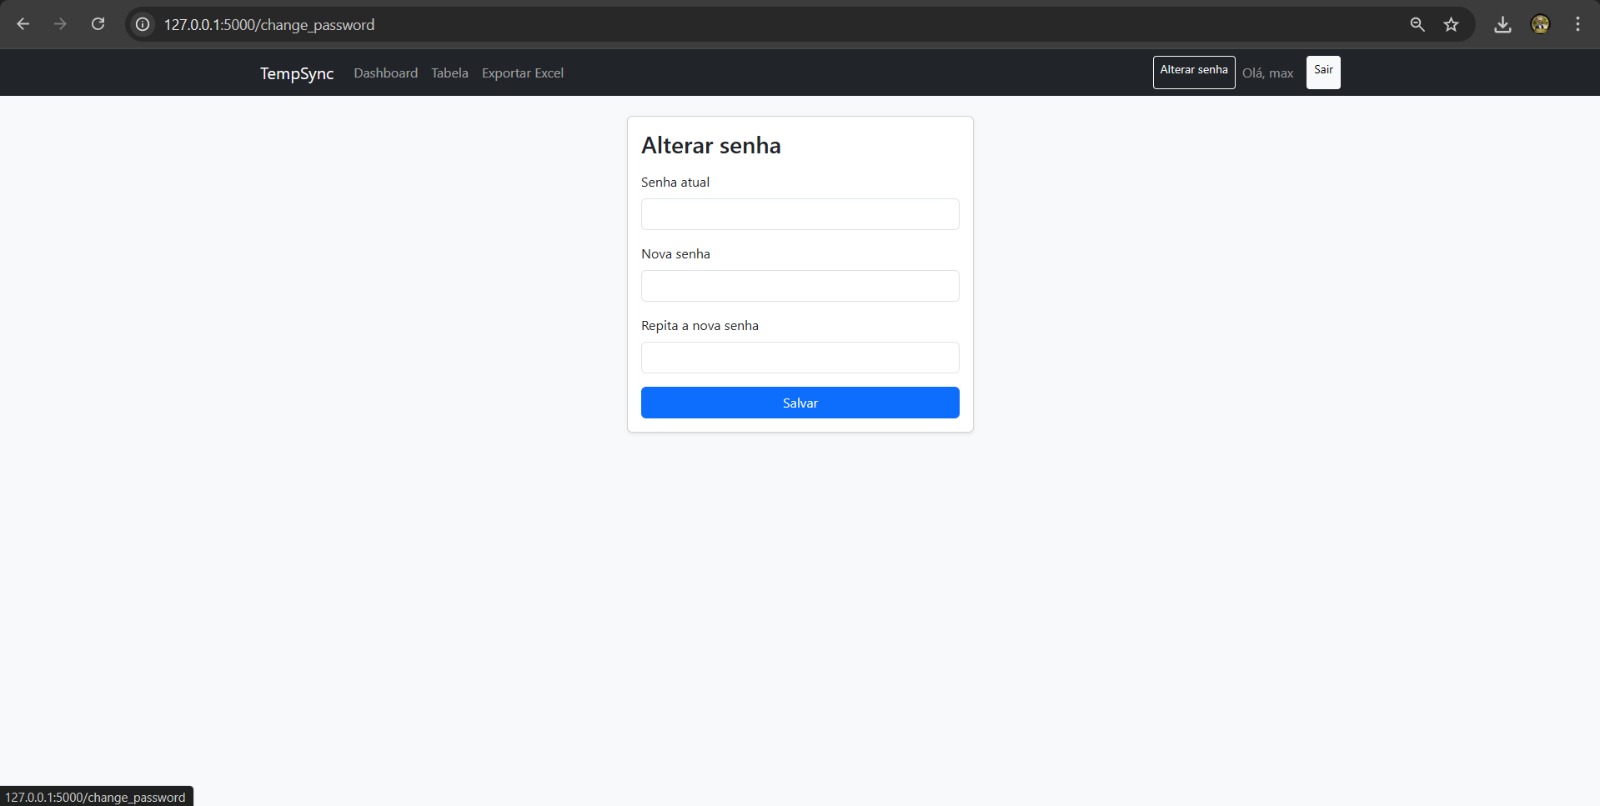 127.0.0.1:5000/change_password
TempSync Dashboard Tabela Exportar Excel Alterar senha Olá, max Sair
Alterar senha
Senha atual
Nova senha
Repita a nova senha
Salvar
127.0.0.1:5000/change_password